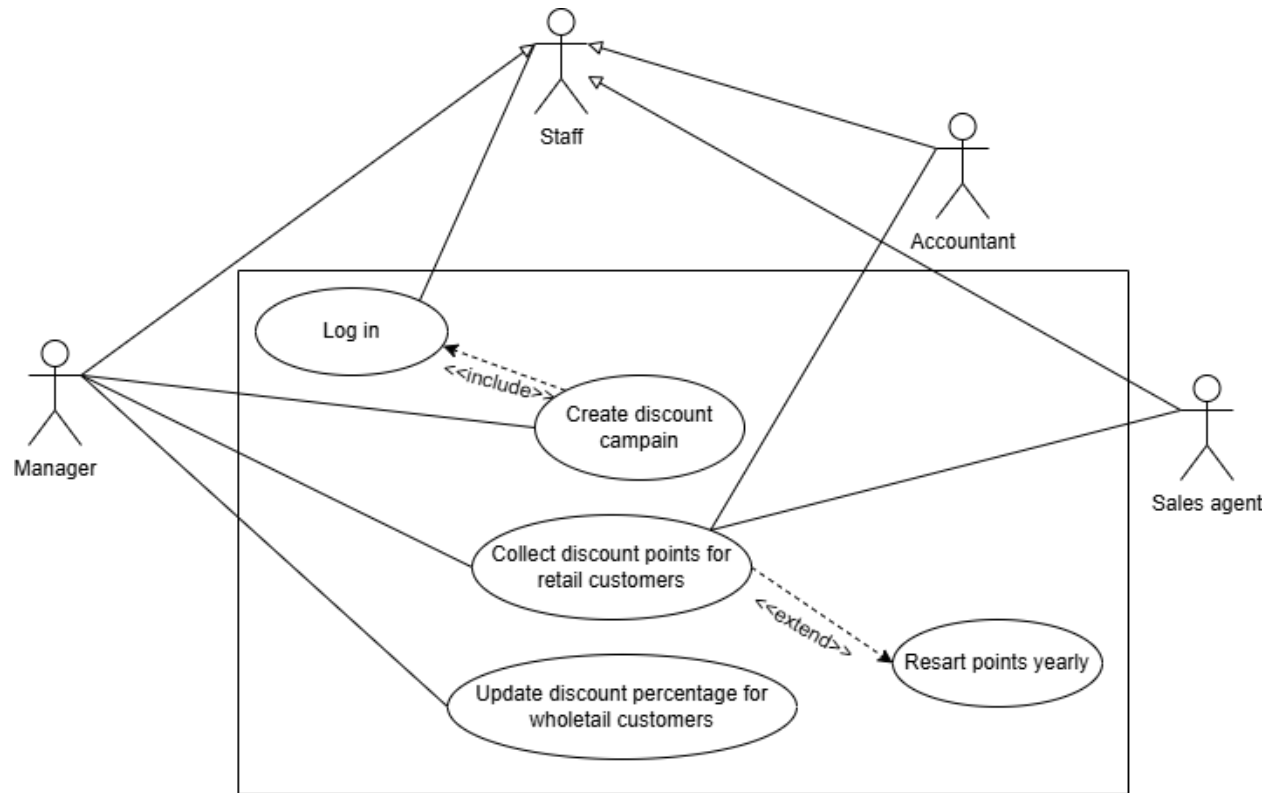 Staff
Accountant
Log in
<<include>>
Create discount
campain
Manager
Sales agent
Collect discount points for
retail customers
<<extend>>
Resart points yearly
Update discount percentage for
wholetail customers